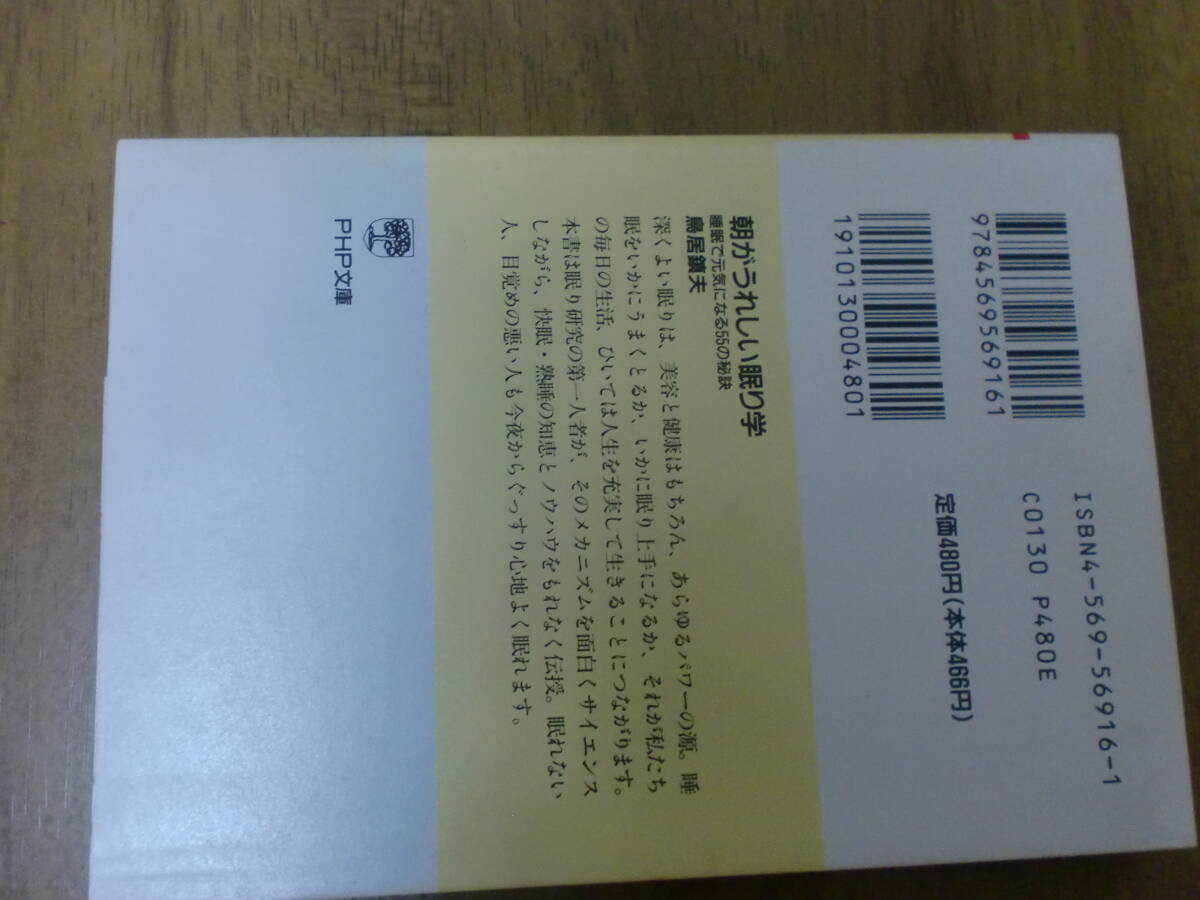 9784569569161
1910130004801
ISBN4-569-56916-1
C0130 P480E
定価480円(本体466円)
朝がうれしい眠り学
睡眠で元気になる55の秘訣
鳥居鎮夫
深くよい眠りは、美容と健康はもちろん、あらゆるパワーの源。睡
眠をいかにうまくとるか、いかに眠り上手になるか、それが私たち
の毎日の生活、ひいては人生を充実して生きることにつながります。
本書は眠り研究の第一人者が、そのメカニズムを面白くサイエンス
しながら、快眠・熟睡の知恵とノウハウをもれなく伝授。眠れない
人、目覚めの悪い人も今夜からぐっすり心地よく眠れます。
PHP文庫